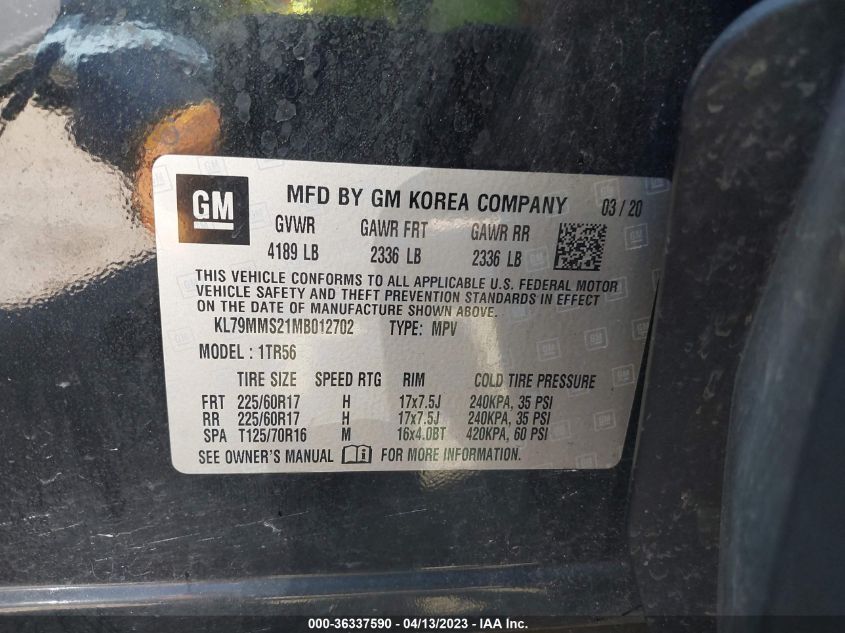 GM MFD BY GM KOREA COMPANY 03 / 20
GVWR GAWR FRT GAWR RR
4189 LB 2336 LB 2336 LB
THIS VEHICLE CONFORMS TO ALL APPLICABLE U.S. FEDERAL MOTOR
VEHICLE SAFETY AND THEFT PREVENTION STANDARDS IN EFFECT
ON THE DATE OF MANUFACTURE SHOWN ABOVE.
KL79MMS21MB012702 TYPE: MPV
MODEL : 1TR56
TIRE SIZE SPEED RTG RIM COLD TIRE PRESSURE
FRT 225/60R17 H 17x7.5J 240KPA, 35 PSI
RR 225/60R17 H 17x7.5J 240KPA, 35 PSI
SPA T125/70R16 M 16x4.0BT 420KPA, 60 PSI
SEE OWNER'S MANUAL FOR MORE INFORMATION.
000-36337590 - 04/13/2023 - IAA Inc.